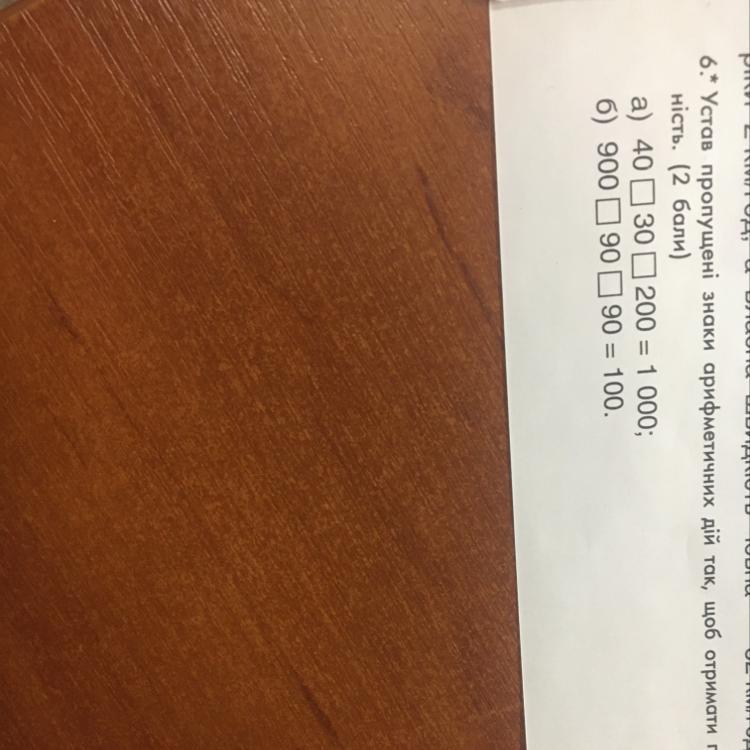 6.* Устав пропущені знаки арифметичних дій так, щоб отримати
ність. (2 бали)
а) 40 □ 30 □ 200 = 1 000;
б) 900 □ 90 □ 90 = 100.